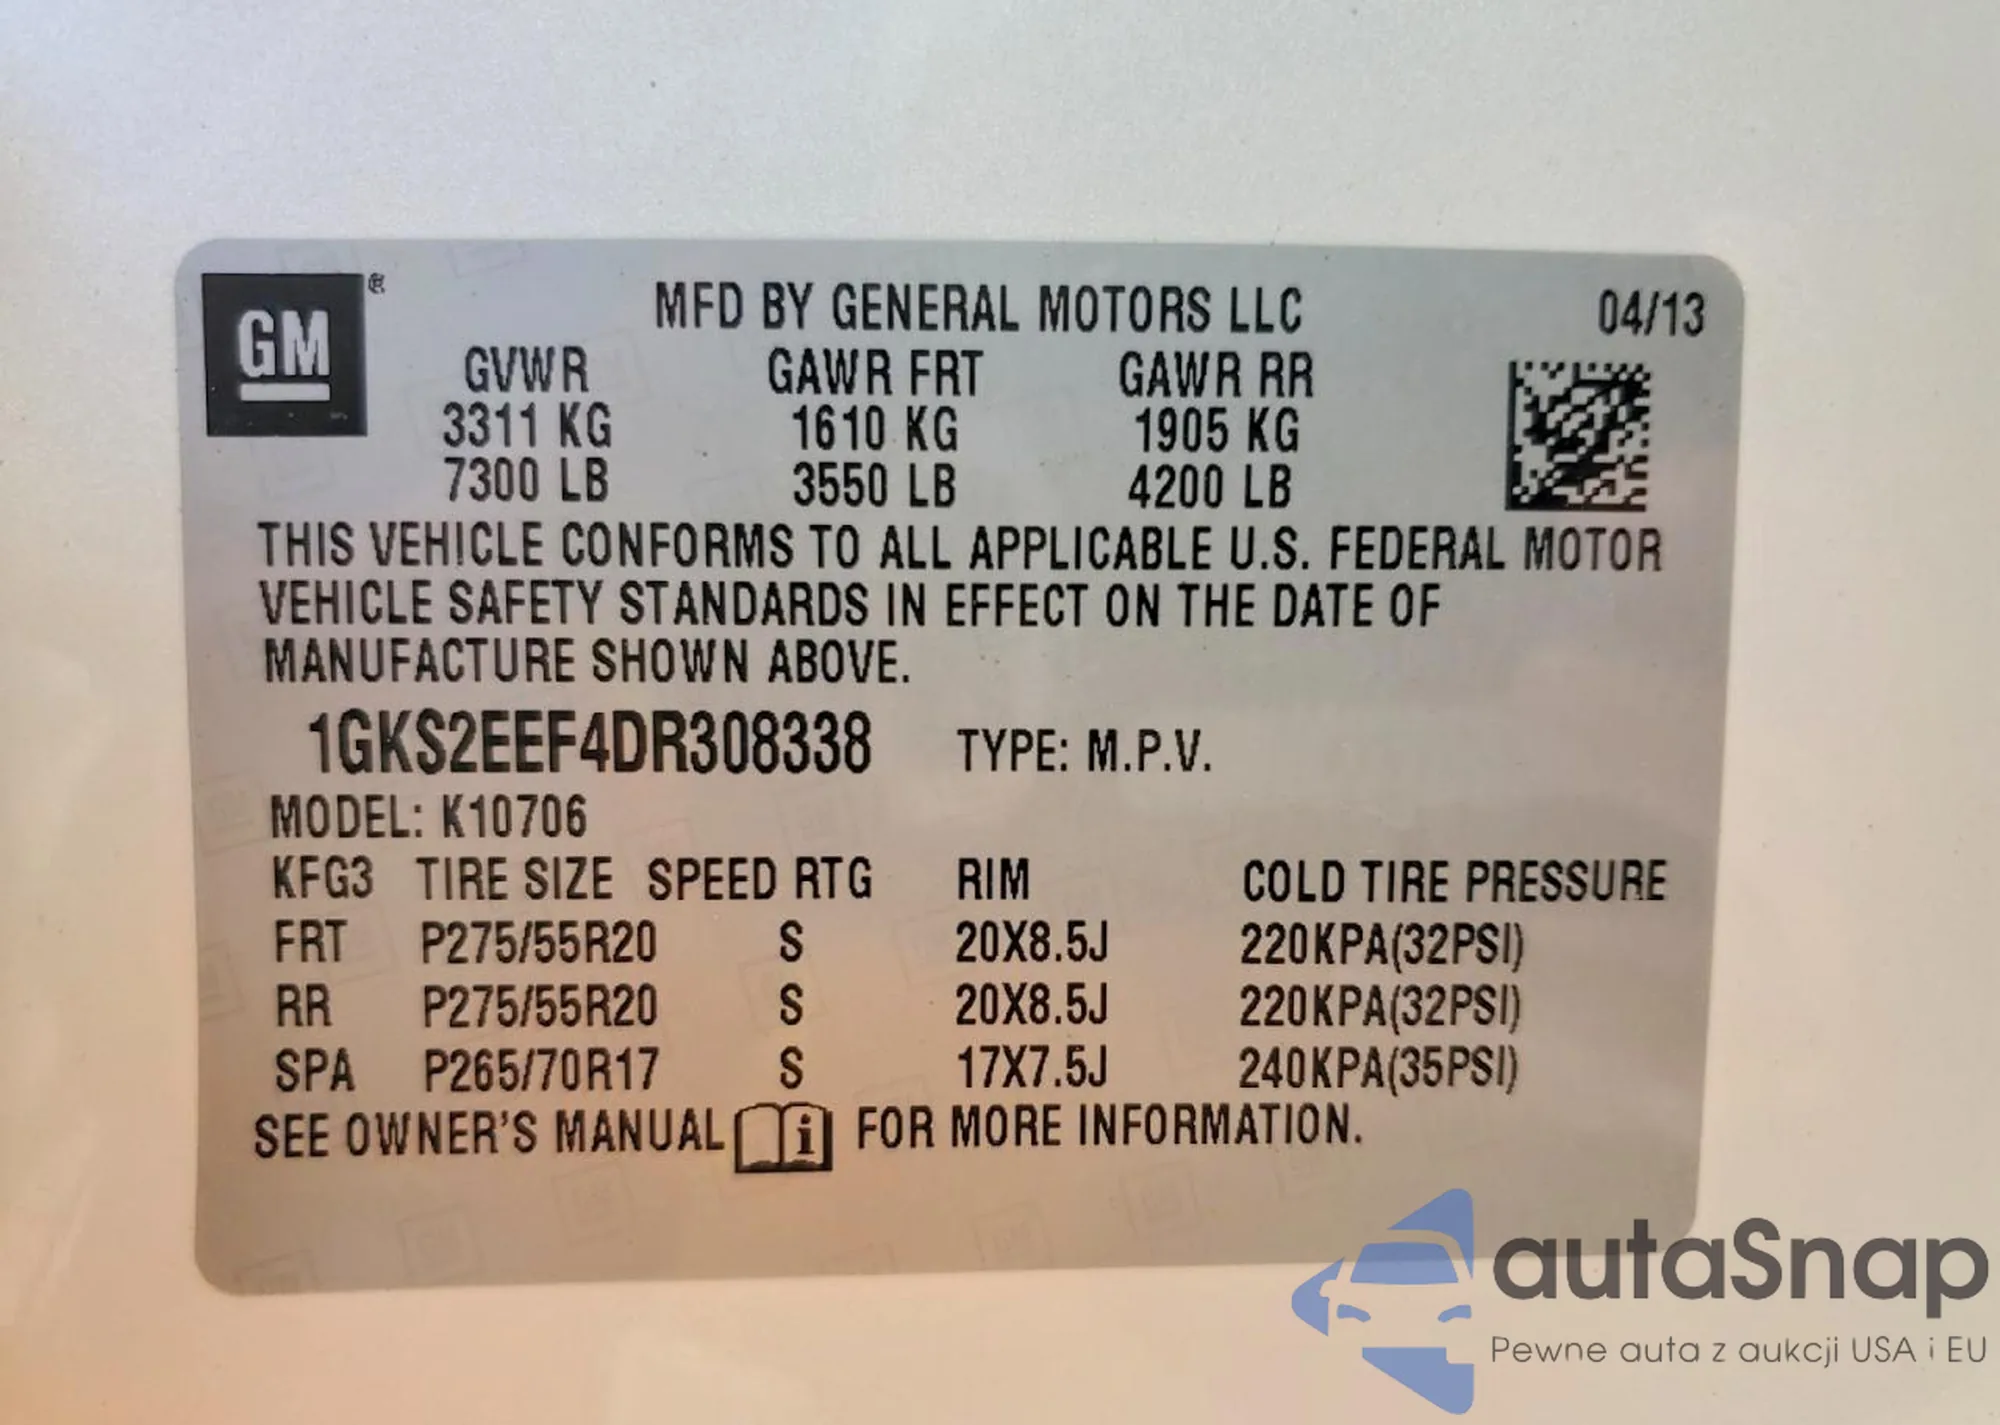 GM ®
MFD BY GENERAL MOTORS LLC 04/13
GVWR GAWR FRT GAWR RR
3311 KG 1610 KG 1905 KG
7300 LB 3550 LB 4200 LB
THIS VEHICLE CONFORMS TO ALL APPLICABLE U.S. FEDERAL MOTOR
VEHICLE SAFETY STANDARDS IN EFFECT ON THE DATE OF
MANUFACTURE SHOWN ABOVE.
1GKS2EEF4DR308338 TYPE: M.P.V.
MODEL: K10706
KFG3 TIRE SIZE SPEED RTG RIM COLD TIRE PRESSURE
FRT P275/55R20 S 20X8.5J 220KPA(32PSI)
RR P275/55R20 S 20X8.5J 220KPA(32PSI)
SPA P265/70R17 S 17X7.5J 240KPA(35PSI)
SEE OWNER'S MANUAL i FOR MORE INFORMATION.
autaSnap
Pewne auta z aukcji USA i EU